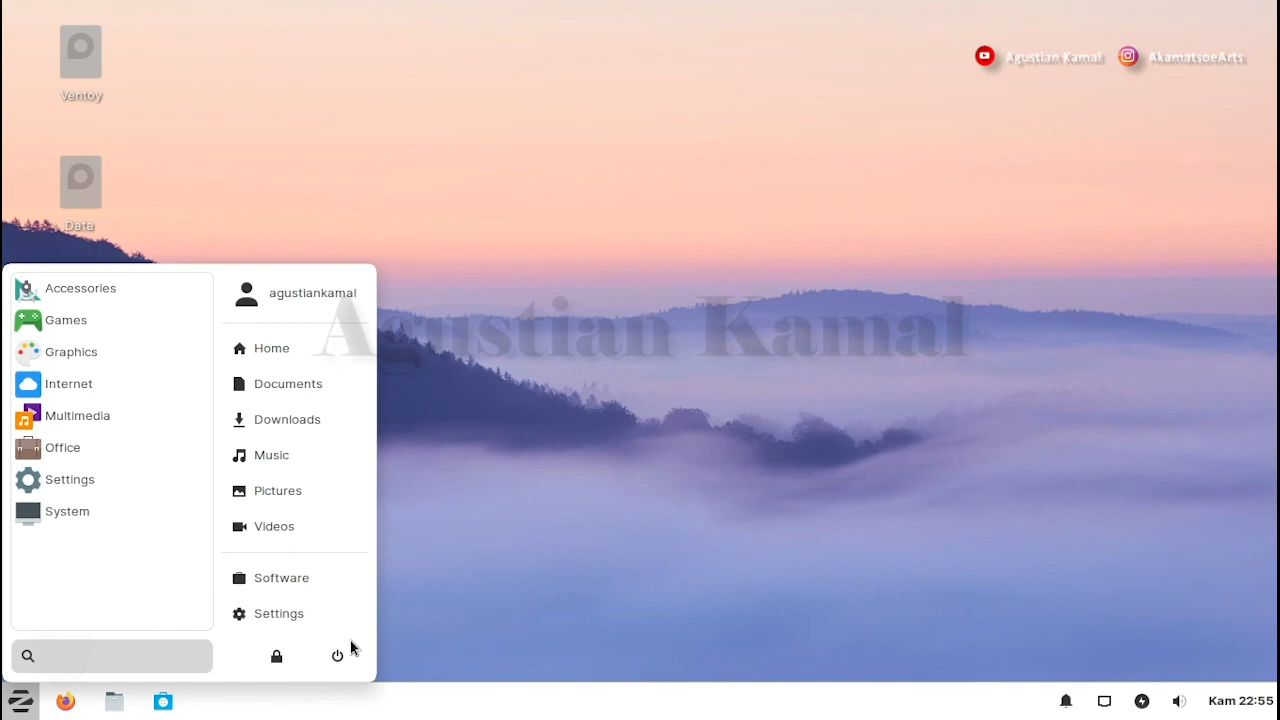 Ventoy
Data
Agustian Kamal
AkamatsoeArts
Accessories
Games
Graphics
Internet
Multimedia
Office
Settings
System
agustiankamal
Home
Documents
Downloads
Music
Pictures
Videos
Software
Settings
Agustian Kamal
Kam 22:55